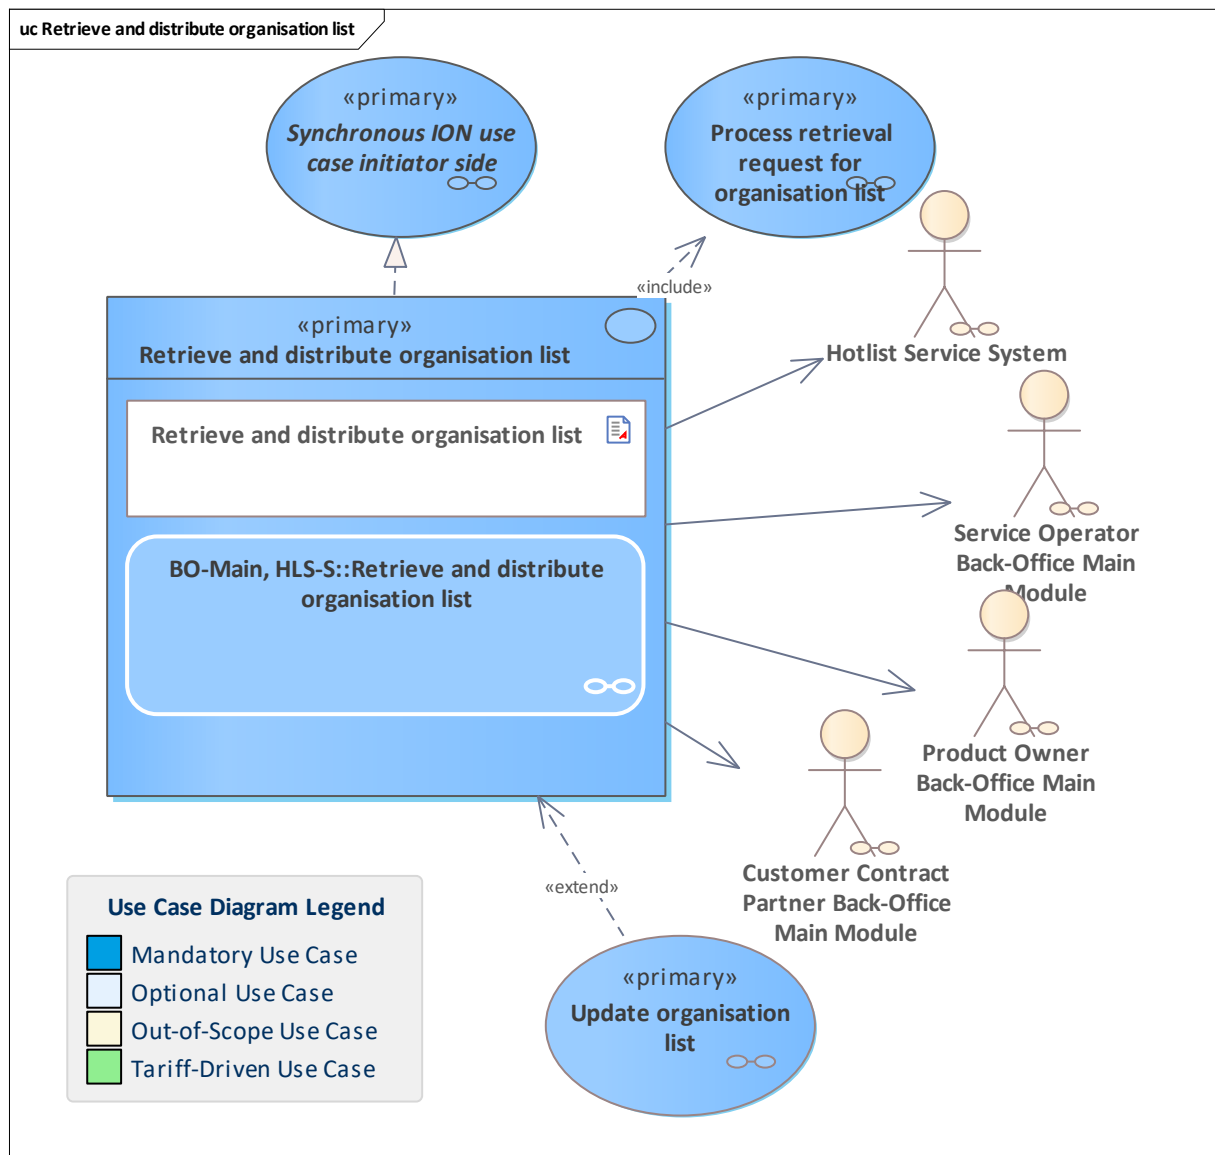 uc Retrieve and distribute organisation list
«primary»
Synchronous ION use
case initiator side
«primary»
Process retrieval
request for
organisation list
«include»
«primary»
Retrieve and distribute organisation list
Hotlist Service System
Retrieve and distribute organisation list
Service Operator
Back-Office Main
Module
BO-Main, HLS-S::Retrieve and distribute
organisation list
Product Owner
Back-Office Main
Module
Customer Contract
Partner Back-Office
Main Module
«extend»
«primary»
Update organisation
list
Use Case Diagram Legend
Mandatory Use Case
Optional Use Case
Out-of-Scope Use Case
Tariff-Driven Use Case